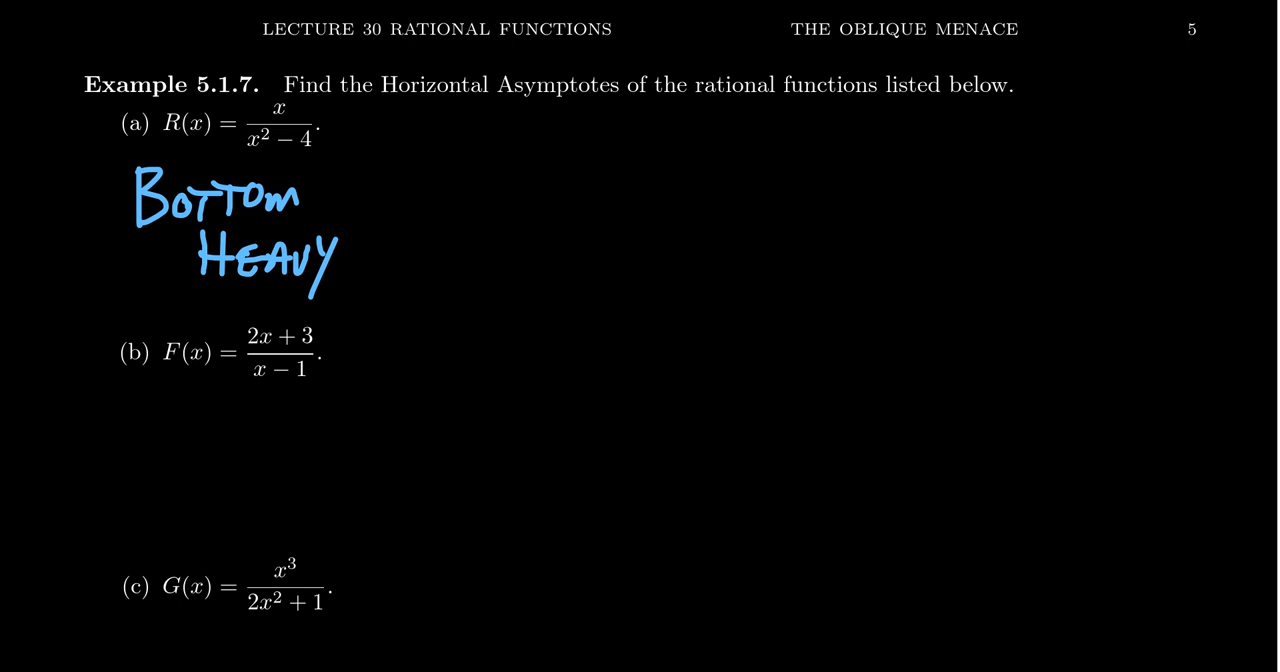 LECTURE 30 RATIONAL FUNCTIONS THE OBLIQUE MENACE 5
Example 5.1.7. Find the Horizontal Asymptotes of the rational functions listed below.
(a) R(x) = x / (x² − 4).
BOTTOM
HEAVY
(b) F(x) = (2x + 3) / (x − 1).
(c) G(x) = x³ / (2x² + 1).